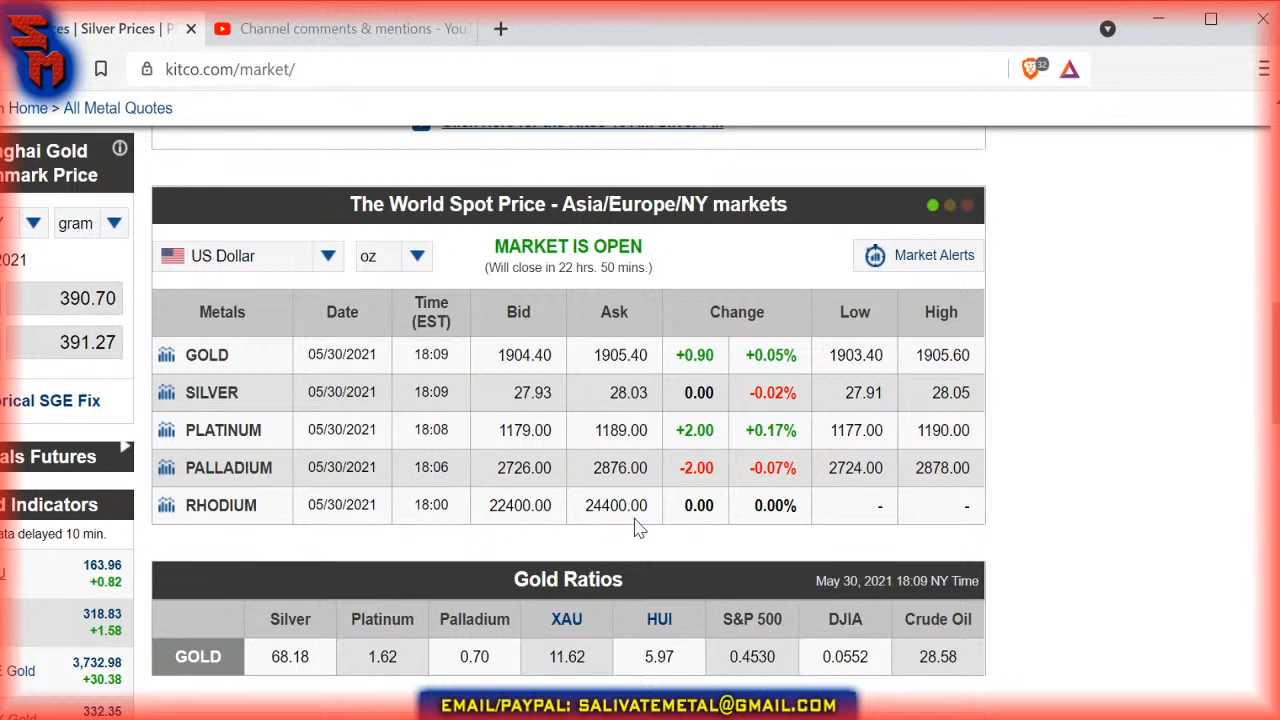 SM
es | Silver Prices | P
Channel comments & mentions - YouT
kitco.com/market/
32
Home > All Metal Quotes
nghai Gold
hmark Price
gram
2021
390.70
391.27
orical SGE Fix
als Futures
d Indicators
ata delayed 10 min.
163.96
+0.82
318.83
+1.58
E Gold
3,732.98
+30.38
332.35
The World Spot Price - Asia/Europe/NY markets
US Dollar
oz
MARKET IS OPEN
(Will close in 22 hrs. 50 mins.)
Market Alerts
Metals Date Time (EST) Bid Ask Change Low High
GOLD 05/30/2021 18:09 1904.40 1905.40 +0.90 +0.05% 1903.40 1905.60
SILVER 05/30/2021 18:09 27.93 28.03 0.00 -0.02% 27.91 28.05
PLATINUM 05/30/2021 18:08 1179.00 1189.00 +2.00 +0.17% 1177.00 1190.00
PALLADIUM 05/30/2021 18:06 2726.00 2876.00 -2.00 -0.07% 2724.00 2878.00
RHODIUM 05/30/2021 18:00 22400.00 24400.00 0.00 0.00% - -
Gold Ratios
May 30, 2021 18:09 NY Time
Silver Platinum Palladium XAU HUI S&P 500 DJIA Crude Oil
GOLD 68.18 1.62 0.70 11.62 5.97 0.4530 0.0552 28.58
EMAIL/PAYPAL: SALIVATEMETAL@GMAIL.COM